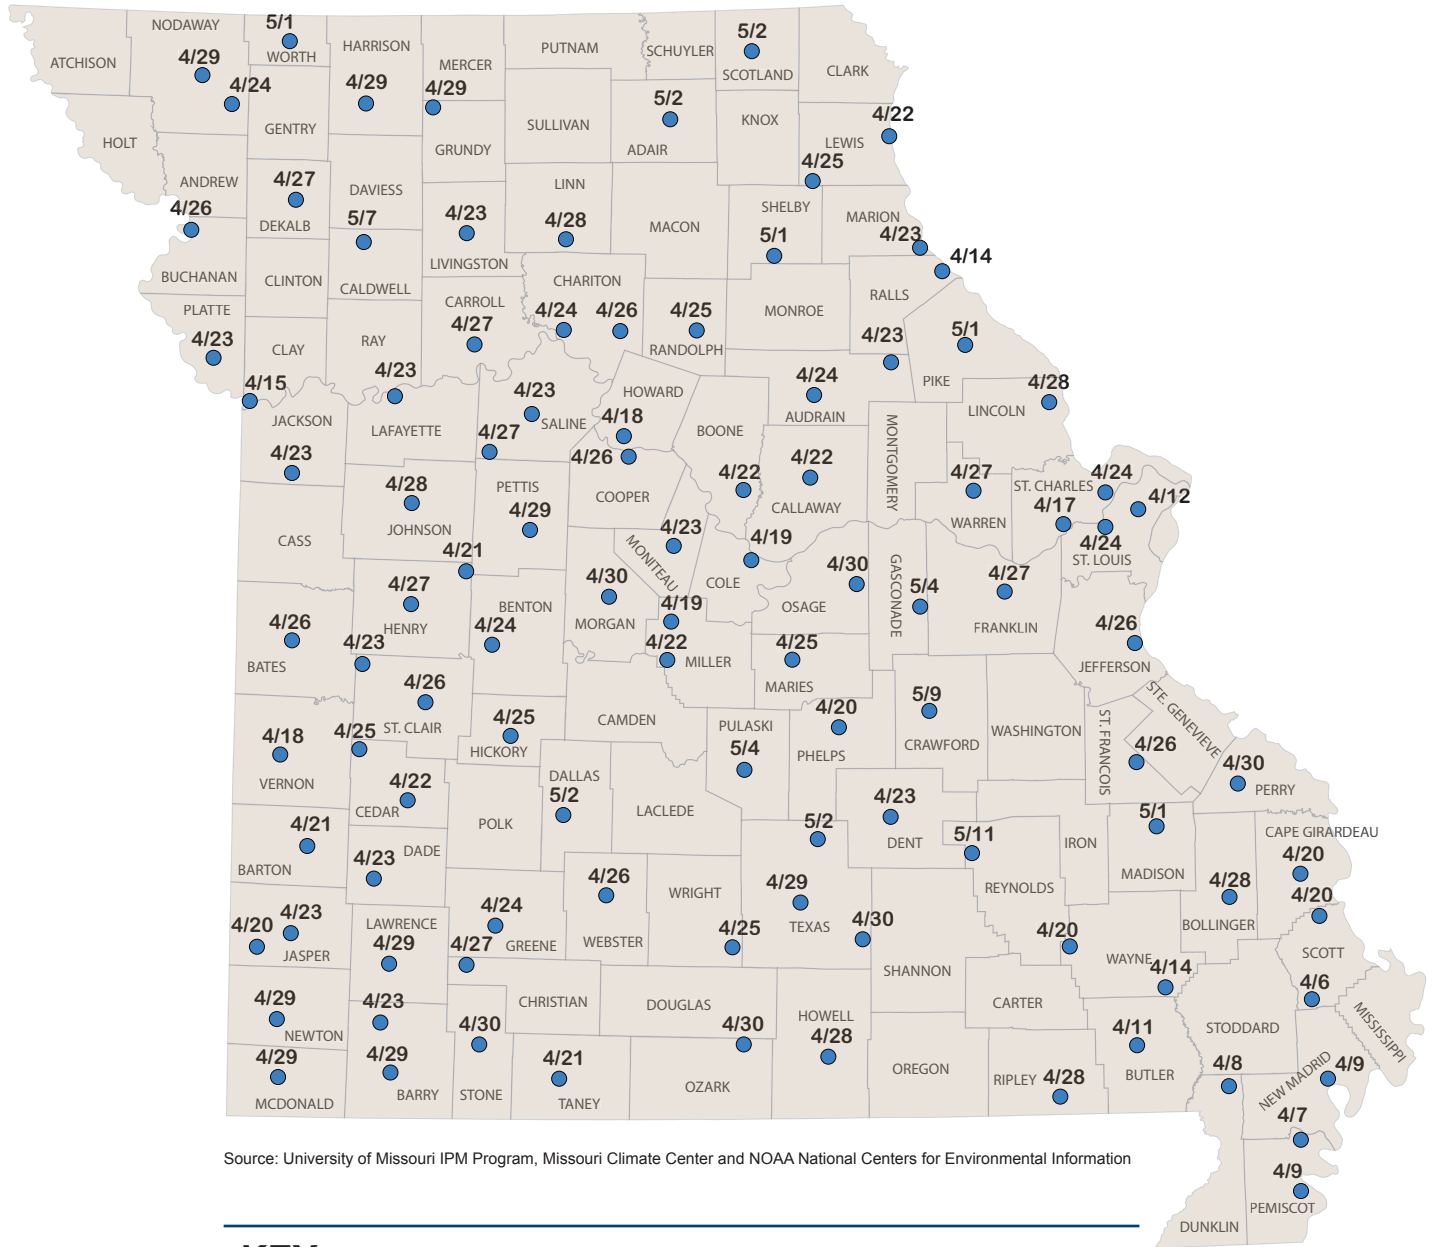 NODAWAY
5/1
WORTH
HARRISON
MERCER
PUTNAM
SCHUYLER
5/2
SCOTLAND
CLARK
ATCHISON
4/29
4/24
4/29
4/29
5/2
KNOX
4/22
HOLT
GENTRY
GRUNDY
SULLIVAN
ADAIR
LEWIS
4/25
ANDREW
4/27
DEKALB
DAVIESS
LINN
4/26
5/7
4/23
4/28
MACON
SHELBY
5/1
MARION
4/23
4/14
BUCHANAN
CLINTON
CALDWELL
LIVINGSTON
CHARITON
RALLS
PLATTE
4/23
CLAY
RAY
4/23
CARROLL
4/27
4/24
4/26
4/25
RANDOLPH
MONROE
4/23
5/1
PIKE
4/15
JACKSON
4/23
LAFAYETTE
4/23
SALINE
4/27
HOWARD
4/18
4/26
BOONE
4/22
4/24
AUDRAIN
4/22
CALLAWAY
MONTGOMERY
LINCOLN
4/28
4/27
WARREN
ST. CHARLES
4/17
4/24
4/12
4/24
ST. LOUIS
CASS
4/28
JOHNSON
4/21
PETTIS
4/29
COOPER
MONITEAU
4/23
COLE
4/19
4/30
OSAGE
GASCONADE
5/4
4/27
FRANKLIN
4/26
JEFFERSON
4/26
BATES
4/27
HENRY
4/23
BENTON
4/24
4/30
MORGAN
4/19
4/22
MILLER
4/25
MARIES
4/18
VERNON
4/25
4/26
ST. CLAIR
4/25
HICKORY
CAMDEN
PULASKI
5/4
4/20
PHELPS
5/9
CRAWFORD
WASHINGTON
ST. FRANCOIS
STE. GENEVIEVE
4/26
4/30
PERRY
4/22
CEDAR
POLK
DALLAS
5/2
LACLEDE
5/2
4/23
DENT
5/11
IRON
5/1
MADISON
CAPE GIRARDEAU
4/20
4/21
BARTON
4/23
DADE
4/26
WEBSTER
WRIGHT
4/25
4/29
TEXAS
4/30
REYNOLDS
4/28
BOLLINGER
4/20
SCOTT
4/20
4/23
JASPER
LAWRENCE
4/29
4/24
GREENE
4/27
SHANNON
4/20
WAYNE
4/14
4/6
MISSISSIPPI
4/29
NEWTON
4/23
CHRISTIAN
DOUGLAS
4/30
HOWELL
4/28
CARTER
STODDARD
4/29
MCDONALD
4/29
BARRY
4/30
STONE
4/21
TANEY
OZARK
OREGON
RIPLEY
4/28
4/11
BUTLER
4/8
NEW MADRID
4/9
4/7
4/9
PEMISCOT
DUNKLIN
Source: University of Missouri IPM Program, Missouri Climate Center and NOAA National Centers for Environmental Information